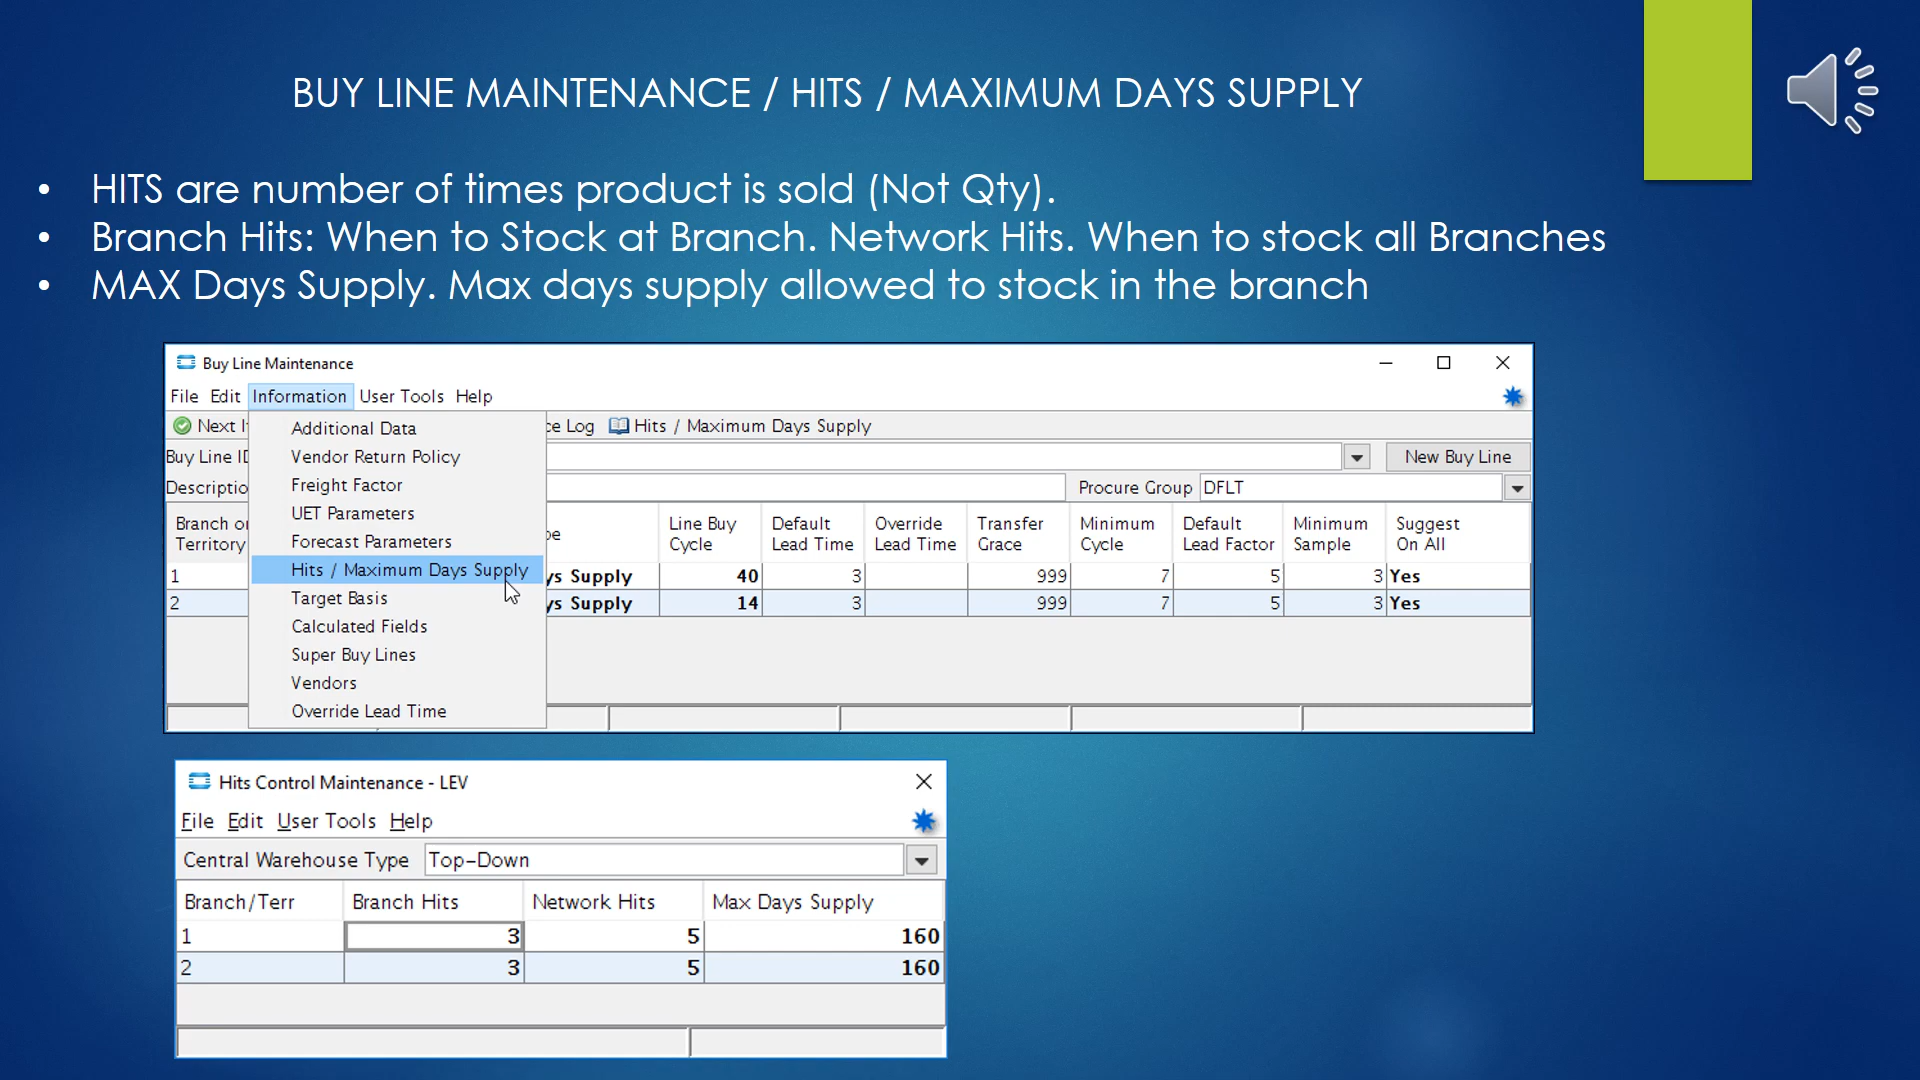 BUY LINE MAINTENANCE / HITS / MAXIMUM DAYS SUPPLY
• HITS are number of times product is sold (Not Qty).
• Branch Hits: When to Stock at Branch. Network Hits. When to stock all Branches
• MAX Days Supply. Max days supply allowed to stock in the branch
Buy Line Maintenance
File Edit Information User Tools Help
Next I ce Log Hits / Maximum Days Supply
Buy Line ID New Buy Line
Descriptio Procure Group DFLT
Additional Data
Vendor Return Policy
Freight Factor
UET Parameters
Forecast Parameters
Hits / Maximum Days Supply
Target Basis
Calculated Fields
Super Buy Lines
Vendors
Override Lead Time
Branch or pe Line Buy Default Override Transfer Minimum Default Minimum Suggest
Territory Cycle Lead Time Lead Time Grace Cycle Lead Factor Sample On All
1 ys Supply 40 3 999 7 5 3 Yes
2 ys Supply 14 3 999 7 5 3 Yes
Hits Control Maintenance - LEV
File Edit User Tools Help
Central Warehouse Type Top-Down
Branch/Terr Branch Hits Network Hits Max Days Supply
1 3 5 160
2 3 5 160